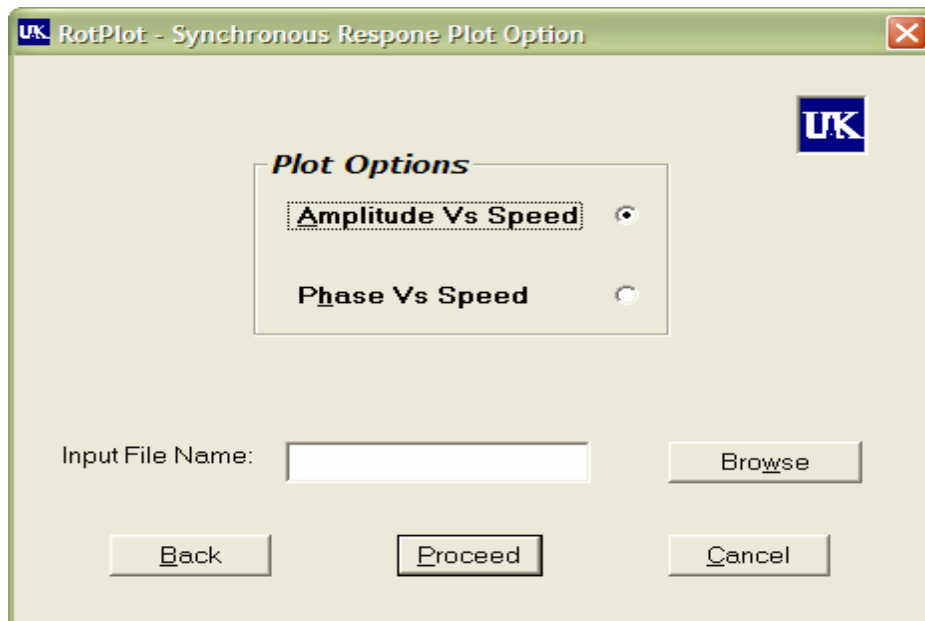 UK RotPlot - Synchronous Respone Plot Option
UK
Plot Options
Amplitude Vs Speed
Phase Vs Speed
Input File Name:
Browse
Back
Proceed
Cancel